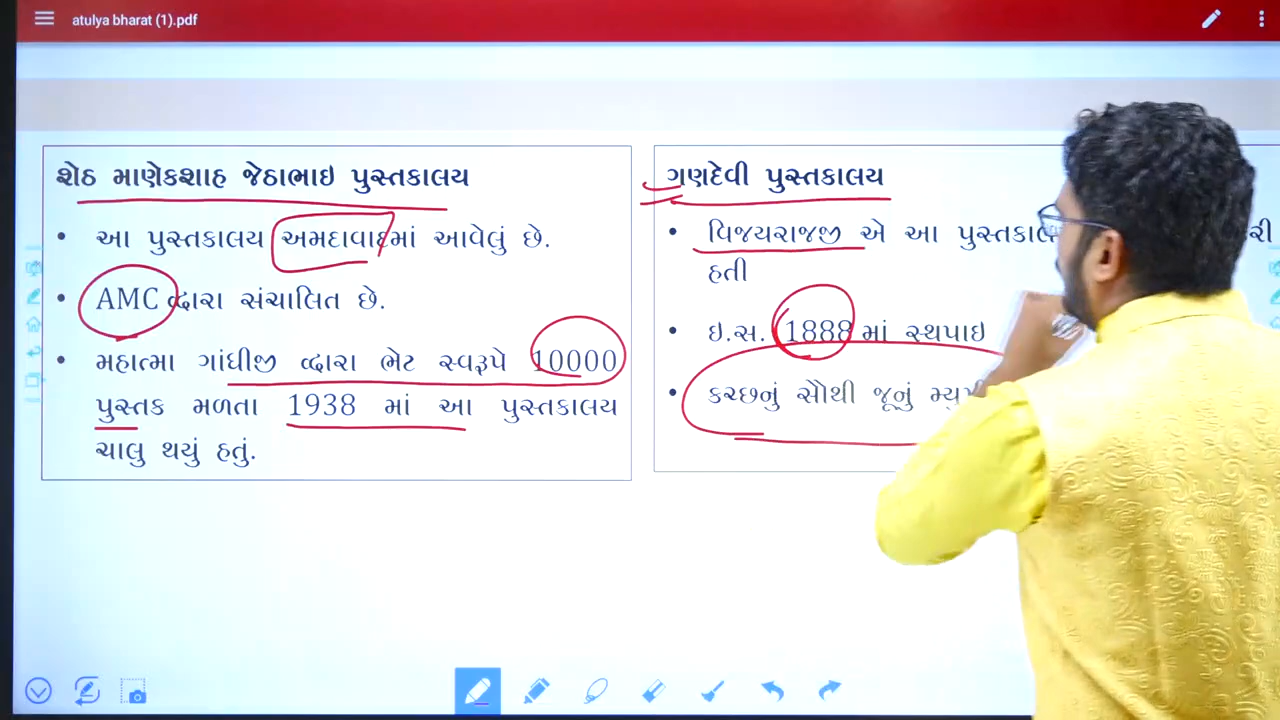 atulya bharat (1).pdf
શેઠ માણેકશાહ જેઠાભાઇ પુસ્તકાલય
• આ પુસ્તકાલય અમદાવાદમાં આવેલું છે.
• AMC દ્વારા સંચાલિત છે.
• મહાત્મા ગાંધીજી દ્વારા ભેટ સ્વરૂપે 10000
પુસ્તક મળતા 1938 માં આ પુસ્તકાલય
ચાલુ થયું હતું.
ગણદેવી પુસ્તકાલય
• વિજયરાજજી એ આ
હતી
• ઇ.સ. 1888 માં સ્થપાઇ
• કચ્છનું સૌથી જૂનું